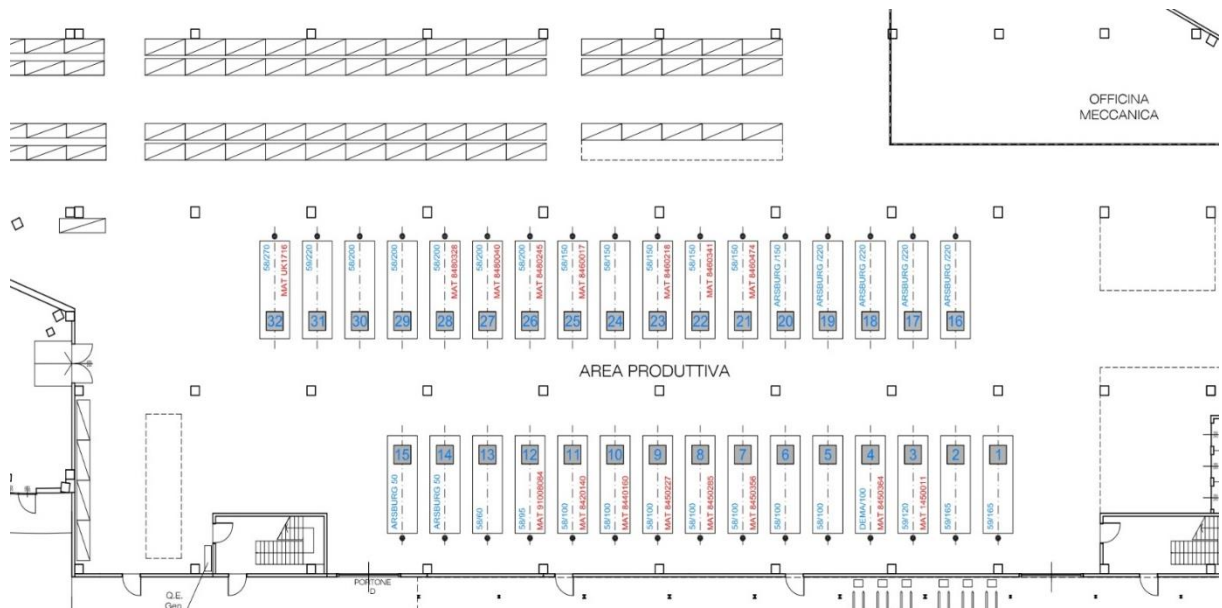 OFFICINA
MECCANICA
58/270
MAT UK1716
59/220
58/200
58/200
58/200
MAT 8480328
58/200
MAT 8480040
58/200
MAT 8480245
58/150
MAT 8460017
58/150
58/150
MAT 8460218
58/150
MAT 8460341
58/150
MAT 8460474
ARSBURG /150
ARSBURG /220
ARSBURG /220
ARSBURG /220
ARSBURG /220
32 31 30 29 28 27 26 25 24 23 22 21 20 19 18 17 16
AREA PRODUTTIVA
15 14 13 12 11 10 9 8 7 6 5 4 3 2 1
ARSBURG 50
ARSBURG 50
58/60
58/95
MAT 91008084
58/100
MAT 8420140
58/100
MAT 8440160
58/100
MAT 8450227
58/100
MAT 8450285
58/100
MAT 8450356
58/100
58/100
DEMA/100
MAT 8450364
59/120
MAT 1450011
59/165
59/165
PORTONE
D
Q.E.
Gen